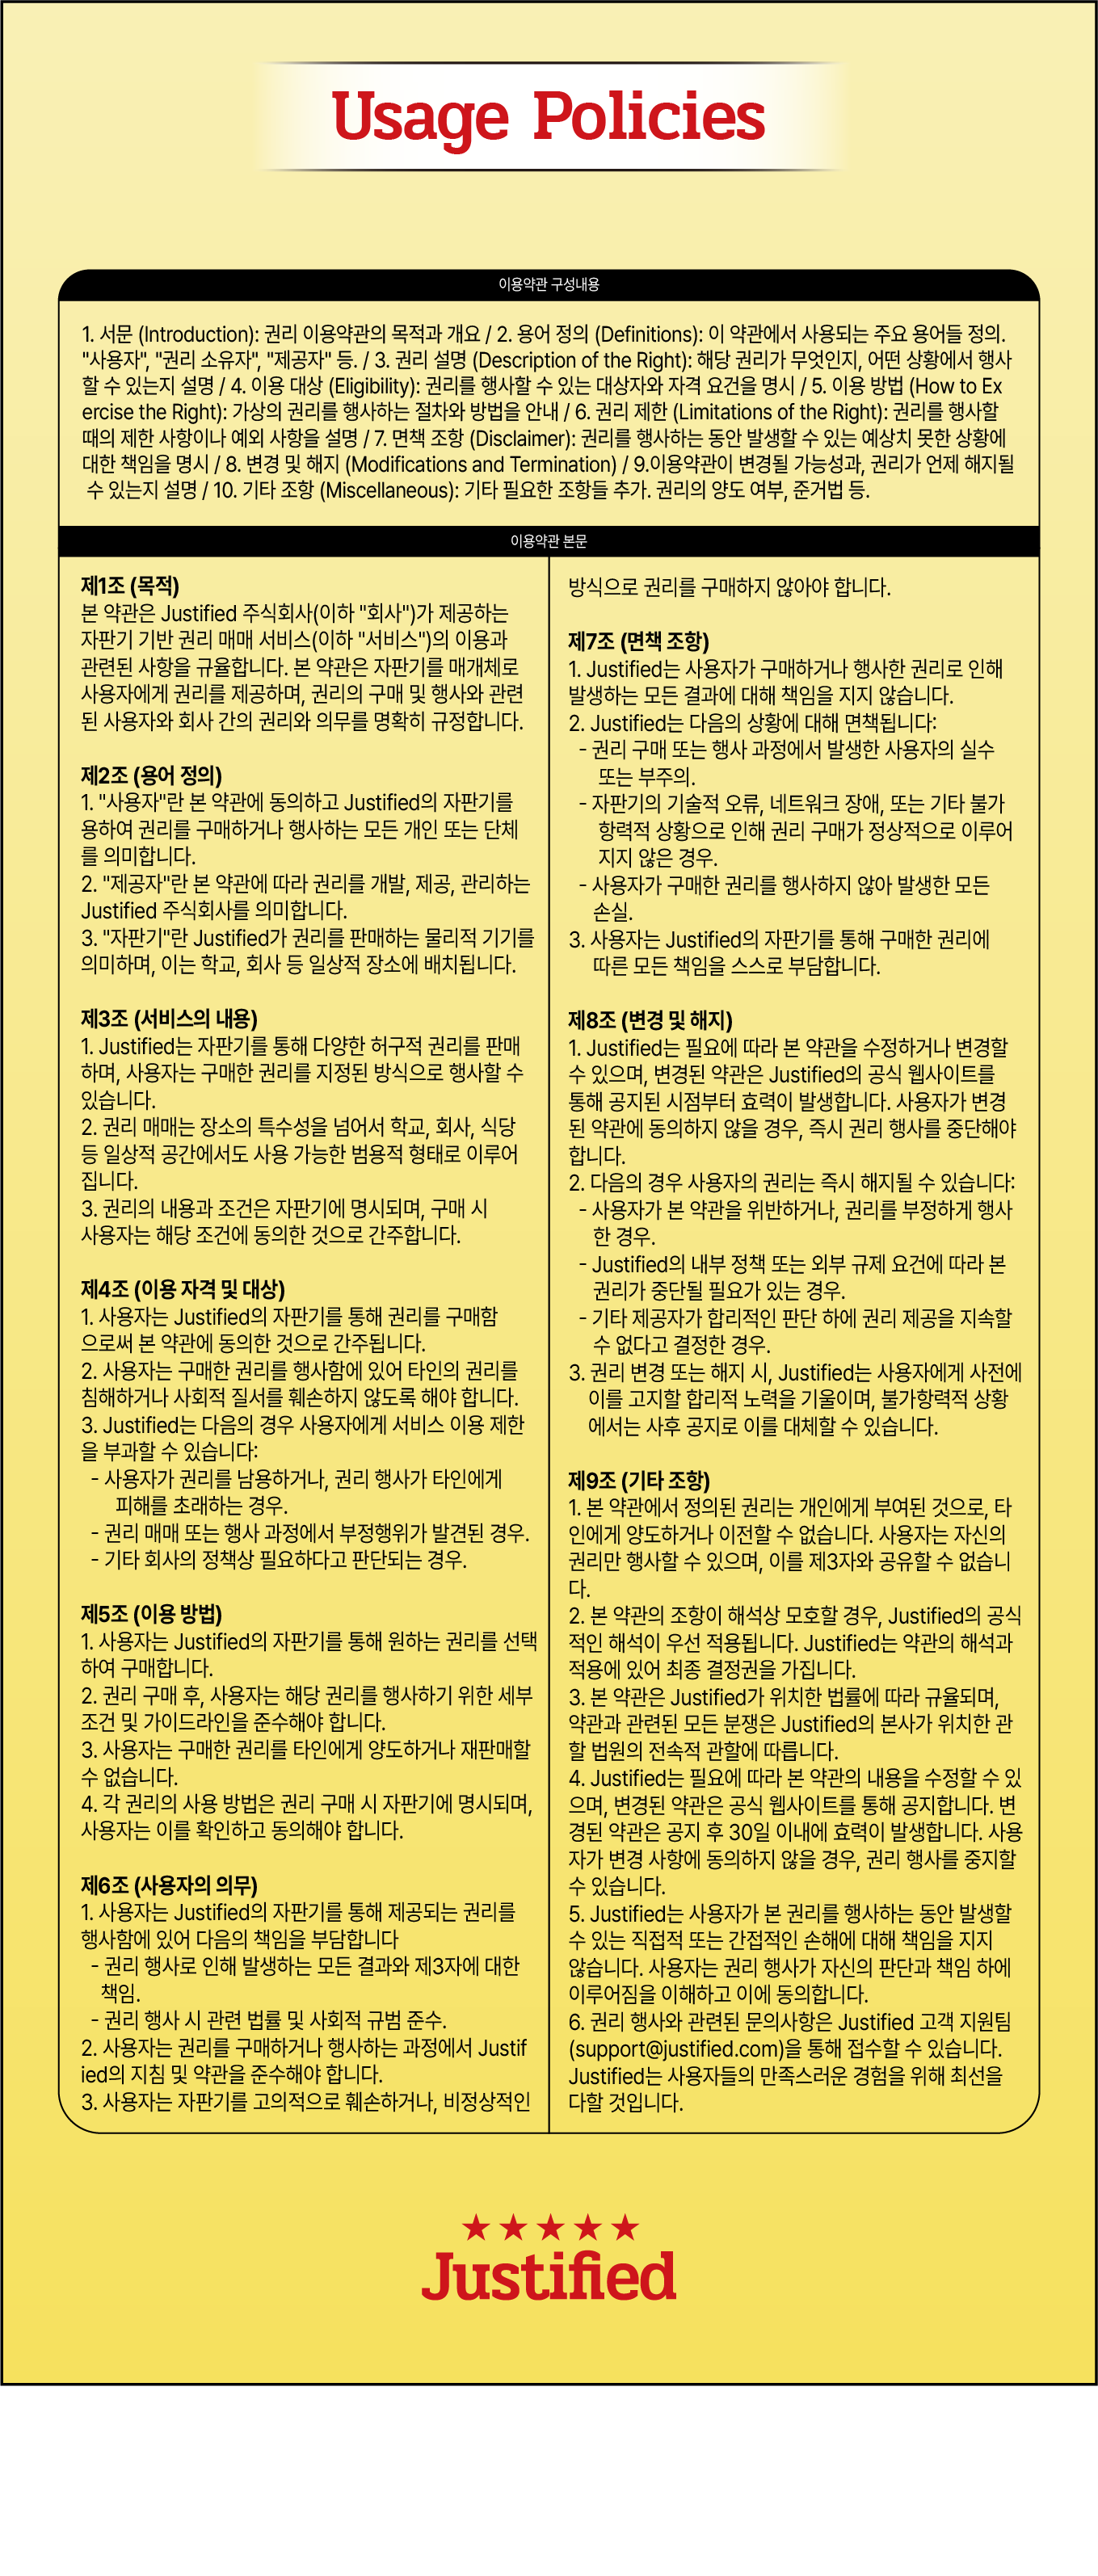 Usage Policies
이용약관 구성내용
1. 서문 (Introduction): 권리 이용약관의 목적과 개요 / 2. 용어 정의 (Definitions): 이 약관에서 사용되는 주요 용어들 정의.
"사용자", "권리 소유자", "제공자" 등. / 3. 권리 설명 (Description of the Right): 해당 권리가 무엇인지, 어떤 상황에서 행사
할 수 있는지 설명 / 4. 이용 대상 (Eligibility): 권리를 행사할 수 있는 대상자와 자격 요건을 명시 / 5. 이용 방법 (How to Ex
ercise the Right): 가상의 권리를 행사하는 절차와 방법을 안내 / 6. 권리 제한 (Limitations of the Right): 권리를 행사할
때의 제한 사항이나 예외 사항을 설명 / 7. 면책 조항 (Disclaimer): 권리를 행사하는 동안 발생할 수 있는 예상치 못한 상황에
대한 책임을 명시 / 8. 변경 및 해지 (Modifications and Termination) / 9.이용약관이 변경될 가능성과, 권리가 언제 해지될
수 있는지 설명 / 10. 기타 조항 (Miscellaneous): 기타 필요한 조항들 추가. 권리의 양도 여부, 준거법 등.
이용약관 본문
제1조 (목적)
본 약관은 Justified 주식회사(이하 "회사")가 제공하는
자판기 기반 권리 매매 서비스(이하 "서비스")의 이용과
관련된 사항을 규율합니다. 본 약관은 자판기를 매개체로
사용자에게 권리를 제공하며, 권리의 구매 및 행사와 관련
된 사용자와 회사 간의 권리와 의무를 명확히 규정합니다.
제2조 (용어 정의)
1. "사용자"란 본 약관에 동의하고 Justified의 자판기를
용하여 권리를 구매하거나 행사하는 모든 개인 또는 단체
를 의미합니다.
2. "제공자"란 본 약관에 따라 권리를 개발, 제공, 관리하는
Justified 주식회사를 의미합니다.
3. "자판기"란 Justified가 권리를 판매하는 물리적 기기를
의미하며, 이는 학교, 회사 등 일상적 장소에 배치됩니다.
제3조 (서비스의 내용)
1. Justified는 자판기를 통해 다양한 허구적 권리를 판매
하며, 사용자는 구매한 권리를 지정된 방식으로 행사할 수
있습니다.
2. 권리 매매는 장소의 특수성을 넘어서 학교, 회사, 식당
등 일상적 공간에서도 사용 가능한 범용적 형태로 이루어
집니다.
3. 권리의 내용과 조건은 자판기에 명시되며, 구매 시
사용자는 해당 조건에 동의한 것으로 간주합니다.
제4조 (이용 자격 및 대상)
1. 사용자는 Justified의 자판기를 통해 권리를 구매함
으로써 본 약관에 동의한 것으로 간주됩니다.
2. 사용자는 구매한 권리를 행사함에 있어 타인의 권리를
침해하거나 사회적 질서를 훼손하지 않도록 해야 합니다.
3. Justified는 다음의 경우 사용자에게 서비스 이용 제한
을 부과할 수 있습니다:
- 사용자가 권리를 남용하거나, 권리 행사가 타인에게
피해를 초래하는 경우.
- 권리 매매 또는 행사 과정에서 부정행위가 발견된 경우.
- 기타 회사의 정책상 필요하다고 판단되는 경우.
제5조 (이용 방법)
1. 사용자는 Justified의 자판기를 통해 원하는 권리를 선택
하여 구매합니다.
2. 권리 구매 후, 사용자는 해당 권리를 행사하기 위한 세부
조건 및 가이드라인을 준수해야 합니다.
3. 사용자는 구매한 권리를 타인에게 양도하거나 재판매할
수 없습니다.
4. 각 권리의 사용 방법은 권리 구매 시 자판기에 명시되며,
사용자는 이를 확인하고 동의해야 합니다.
제6조 (사용자의 의무)
1. 사용자는 Justified의 자판기를 통해 제공되는 권리를
행사함에 있어 다음의 책임을 부담합니다
- 권리 행사로 인해 발생하는 모든 결과와 제3자에 대한
책임.
- 권리 행사 시 관련 법률 및 사회적 규범 준수.
2. 사용자는 권리를 구매하거나 행사하는 과정에서 Justif
ied의 지침 및 약관을 준수해야 합니다.
3. 사용자는 자판기를 고의적으로 훼손하거나, 비정상적인
방식으로 권리를 구매하지 않아야 합니다.
제7조 (면책 조항)
1. Justified는 사용자가 구매하거나 행사한 권리로 인해
발생하는 모든 결과에 대해 책임을 지지 않습니다.
2. Justified는 다음의 상황에 대해 면책됩니다:
- 권리 구매 또는 행사 과정에서 발생한 사용자의 실수
또는 부주의.
- 자판기의 기술적 오류, 네트워크 장애, 또는 기타 불가
항력적 상황으로 인해 권리 구매가 정상적으로 이루어
지지 않은 경우.
- 사용자가 구매한 권리를 행사하지 않아 발생한 모든
손실.
3. 사용자는 Justified의 자판기를 통해 구매한 권리에
따른 모든 책임을 스스로 부담합니다.
제8조 (변경 및 해지)
1. Justified는 필요에 따라 본 약관을 수정하거나 변경할
수 있으며, 변경된 약관은 Justified의 공식 웹사이트를
통해 공지된 시점부터 효력이 발생합니다. 사용자가 변경
된 약관에 동의하지 않을 경우, 즉시 권리 행사를 중단해야
합니다.
2. 다음의 경우 사용자의 권리는 즉시 해지될 수 있습니다:
- 사용자가 본 약관을 위반하거나, 권리를 부정하게 행사
한 경우.
- Justified의 내부 정책 또는 외부 규제 요건에 따라 본
권리가 중단될 필요가 있는 경우.
- 기타 제공자가 합리적인 판단 하에 권리 제공을 지속할
수 없다고 결정한 경우.
3. 권리 변경 또는 해지 시, Justified는 사용자에게 사전에
이를 고지할 합리적 노력을 기울이며, 불가항력적 상황
에서는 사후 공지로 이를 대체할 수 있습니다.
제9조 (기타 조항)
1. 본 약관에서 정의된 권리는 개인에게 부여된 것으로, 타
인에게 양도하거나 이전할 수 없습니다. 사용자는 자신의
권리만 행사할 수 있으며, 이를 제3자와 공유할 수 없습니
다.
2. 본 약관의 조항이 해석상 모호할 경우, Justified의 공식
적인 해석이 우선 적용됩니다. Justified는 약관의 해석과
적용에 있어 최종 결정권을 가집니다.
3. 본 약관은 Justified가 위치한 법률에 따라 규율되며,
약관과 관련된 모든 분쟁은 Justified의 본사가 위치한 관
할 법원의 전속적 관할에 따릅니다.
4. Justified는 필요에 따라 본 약관의 내용을 수정할 수 있
으며, 변경된 약관은 공식 웹사이트를 통해 공지합니다. 변
경된 약관은 공지 후 30일 이내에 효력이 발생합니다. 사용
자가 변경 사항에 동의하지 않을 경우, 권리 행사를 중지할
수 있습니다.
5. Justified는 사용자가 본 권리를 행사하는 동안 발생할
수 있는 직접적 또는 간접적인 손해에 대해 책임을 지지
않습니다. 사용자는 권리 행사가 자신의 판단과 책임 하에
이루어짐을 이해하고 이에 동의합니다.
6. 권리 행사와 관련된 문의사항은 Justified 고객 지원팀
(support@justified.com)을 통해 접수할 수 있습니다.
Justified는 사용자들의 만족스러운 경험을 위해 최선을
다할 것입니다.
Justified